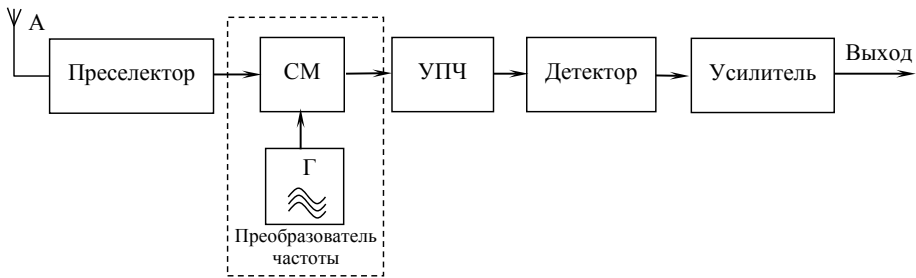 А
Преселектор
СМ
УПЧ
Детектор
Усилитель
Выход
Г
Преобразователь
частоты